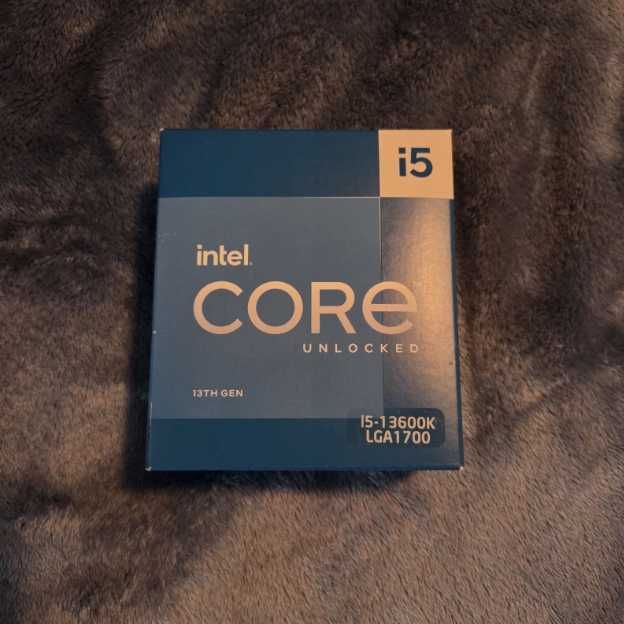 i5
intel.
CORe
UNLOCKED
13TH GEN
I5-13600K
LGA1700